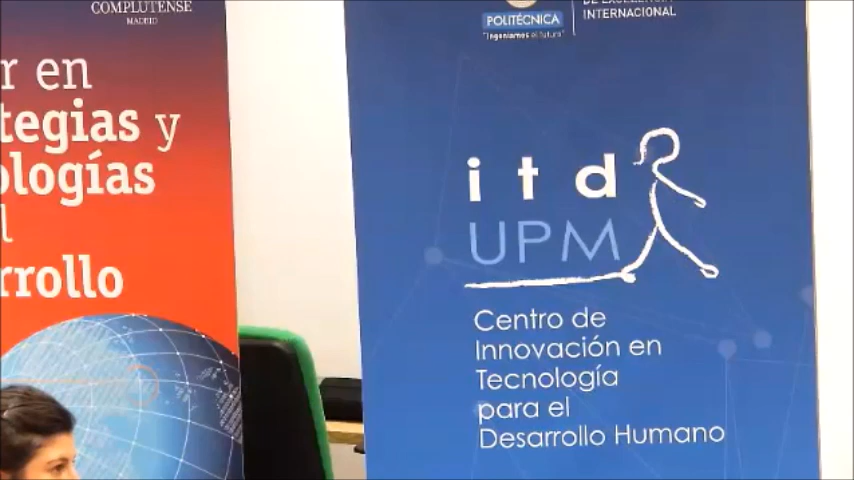 COMPLUTENSE
MADRID
r en
tegias y
ologías
l
arrollo
POLITÉCNICA
"Ingeniamos el futuro"
INTERNACIONAL
itd
UPM
Centro de
Innovación en
Tecnología
para el
Desarrollo Humano